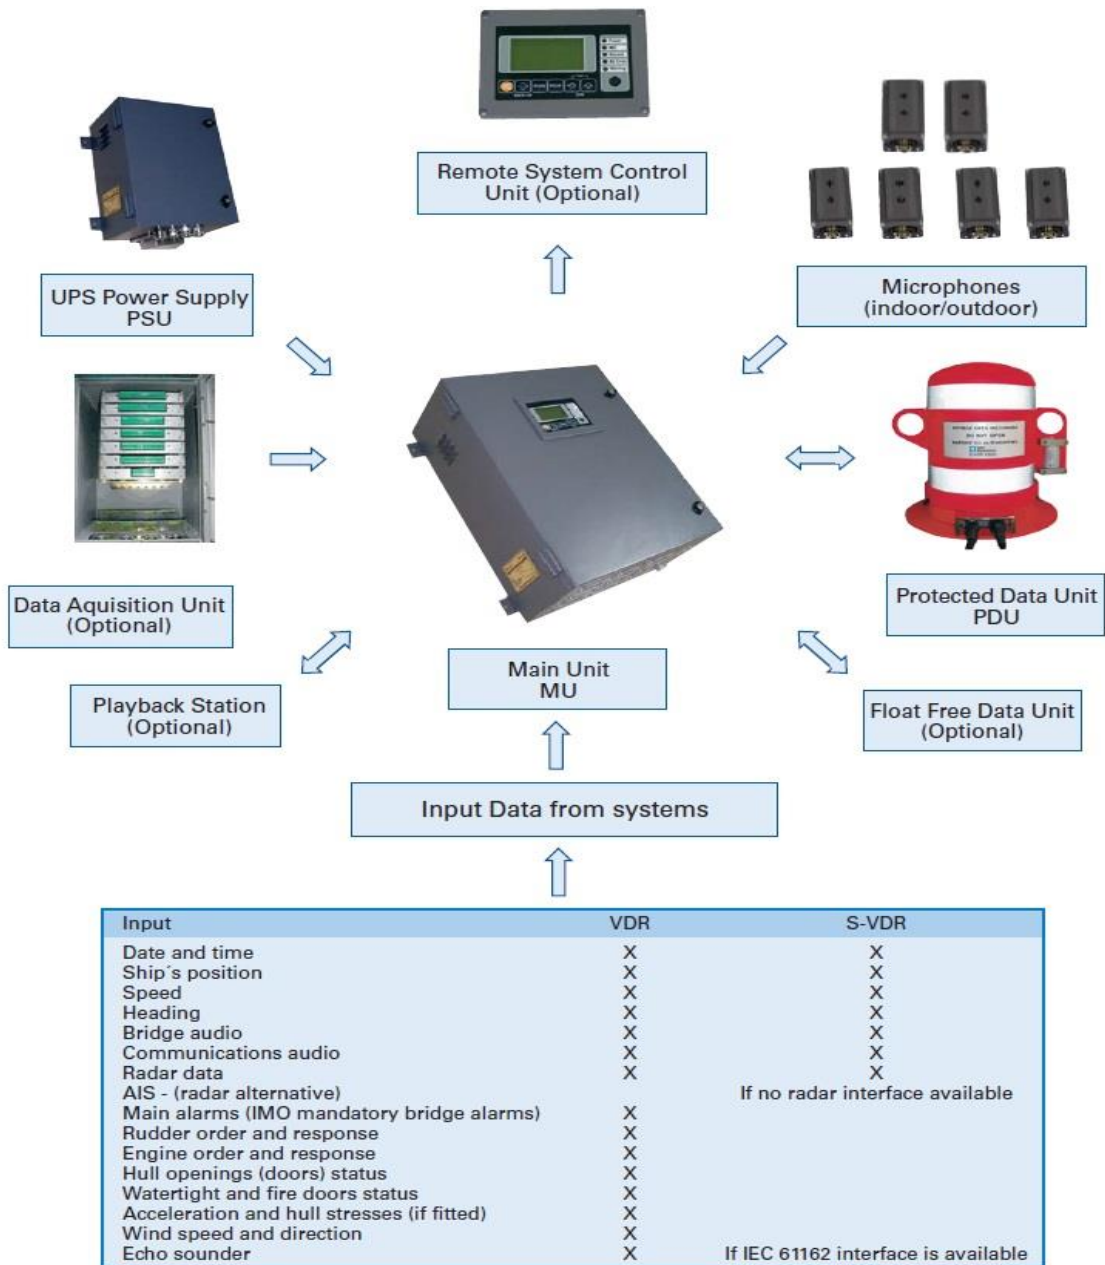 Remote System Control
Unit (Optional)
UPS Power Supply
PSU
Microphones
(indoor/outdoor)
Data Aquisition Unit
(Optional)
Protected Data Unit
PDU
Main Unit
MU
Playback Station
(Optional)
Float Free Data Unit
(Optional)
Input Data from systems
Input VDR S-VDR
Date and time X X
Ship´s position X X
Speed X X
Heading X X
Bridge audio X X
Communications audio X X
Radar data X X
AIS - (radar alternative) If no radar interface available
Main alarms (IMO mandatory bridge alarms) X
Rudder order and response X
Engine order and response X
Hull openings (doors) status X
Watertight and fire doors status X
Acceleration and hull stresses (if fitted) X
Wind speed and direction X
Echo sounder X If IEC 61162 interface is available